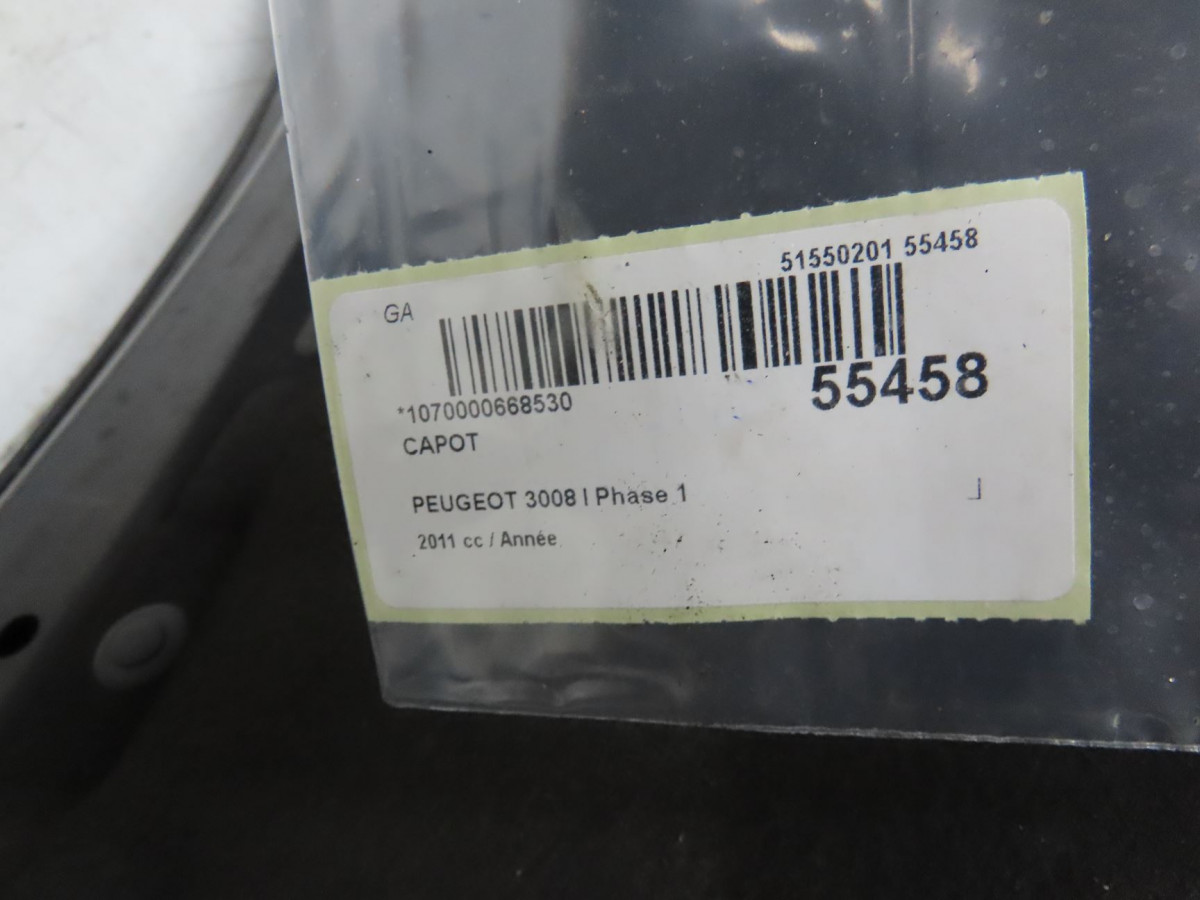 51550201 55458
GA
55458
*1070000668530
CAPOT
PEUGEOT 3008 I Phase 1
2011 cc / Année